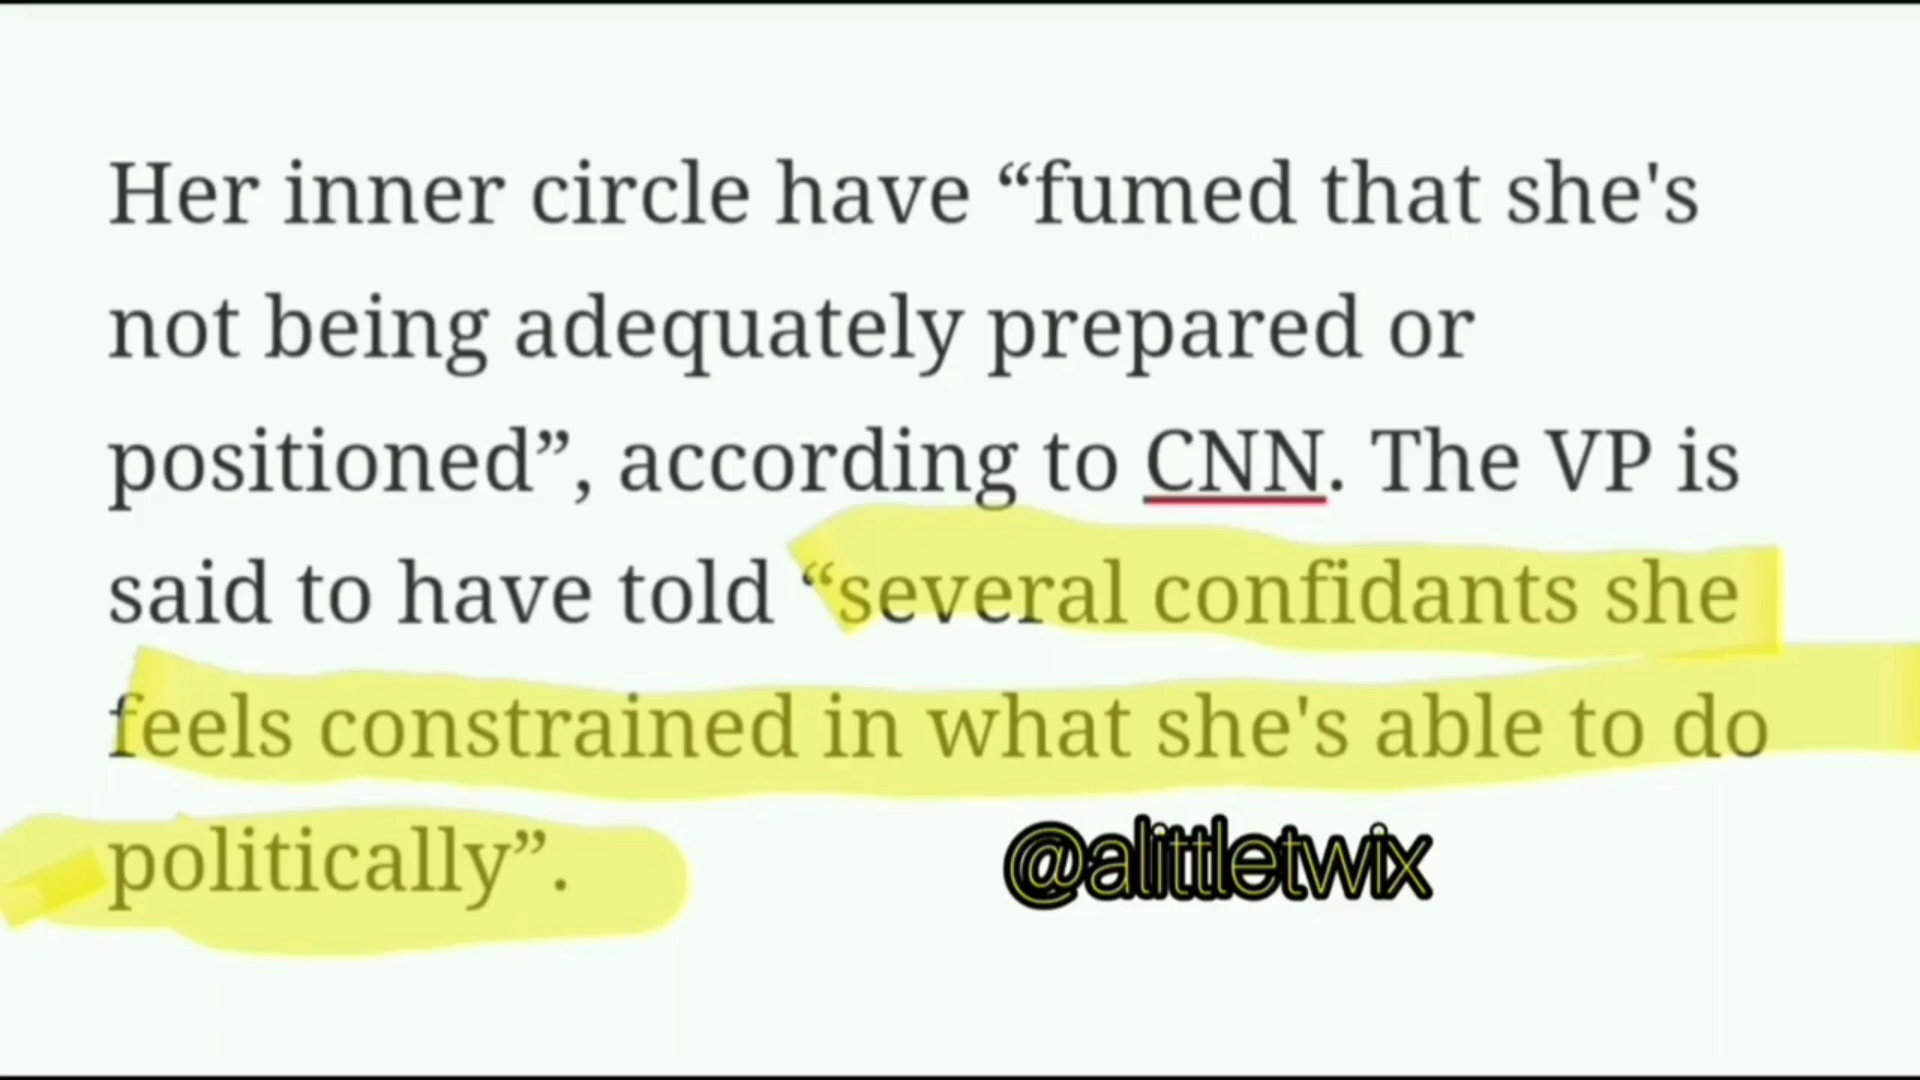 Her inner circle have “fumed that she's
not being adequately prepared or
positioned”, according to CNN. The VP is
said to have told “several confidants she
feels constrained in what she's able to do
politically”.
@alittletwix